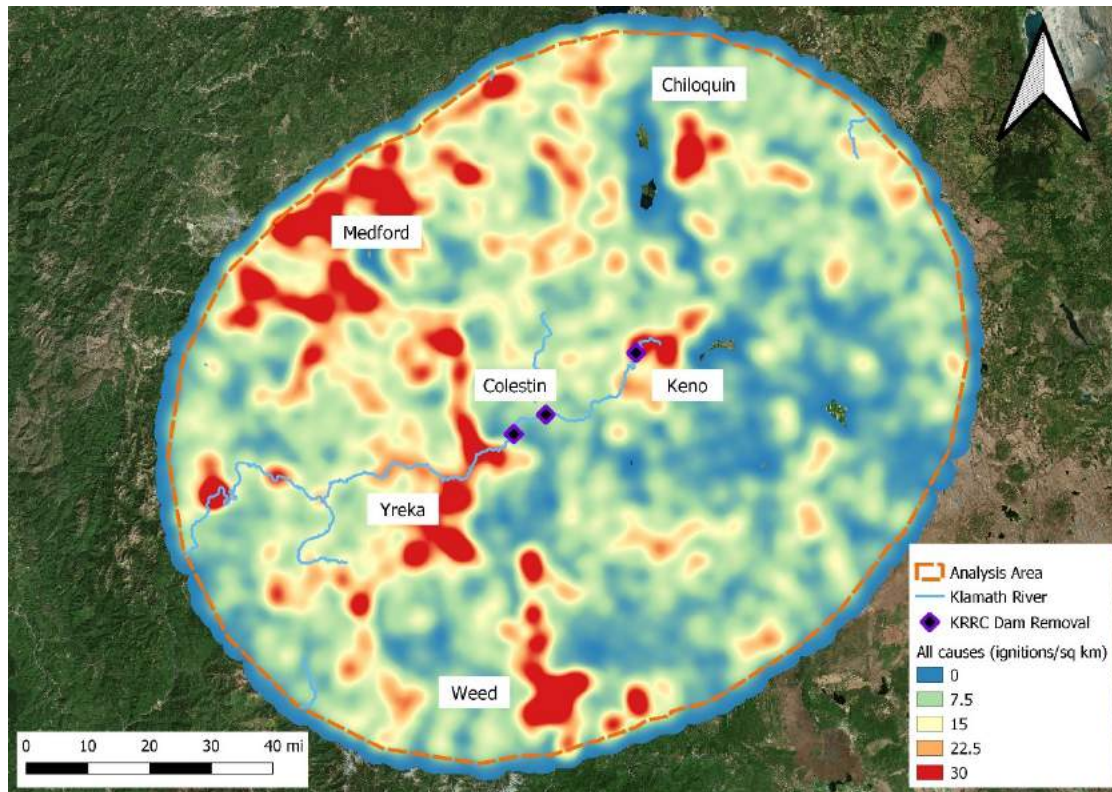 Chiloquin
Medford
Colestin
Keno
Yreka
Weed
Analysis Area
Klamath River
KRRC Dam Removal
All causes (ignitions/sq km)
0
7.5
15
22.5
30
0 10 20 30 40 mi